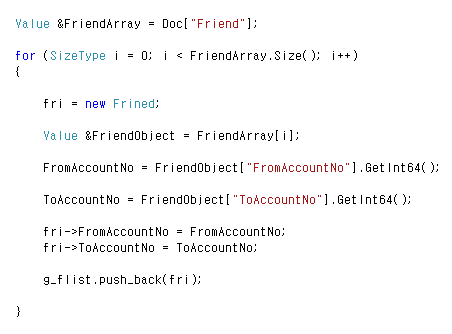 Value &FriendArray = Doc["Friend"];
for (SizeType i = 0; i < FriendArray.Size(); i++)
{
fri = new Frined;
Value &FriendObject = FriendArray[i];
FromAccountNo = FriendObject["FromAccountNo"].GetInt64();
ToAccountNo = FriendObject["ToAccountNo"].GetInt64();
fri->FromAccountNo = FromAccountNo;
fri->ToAccountNo = ToAccountNo;
g_flist.push_back(fri);
}